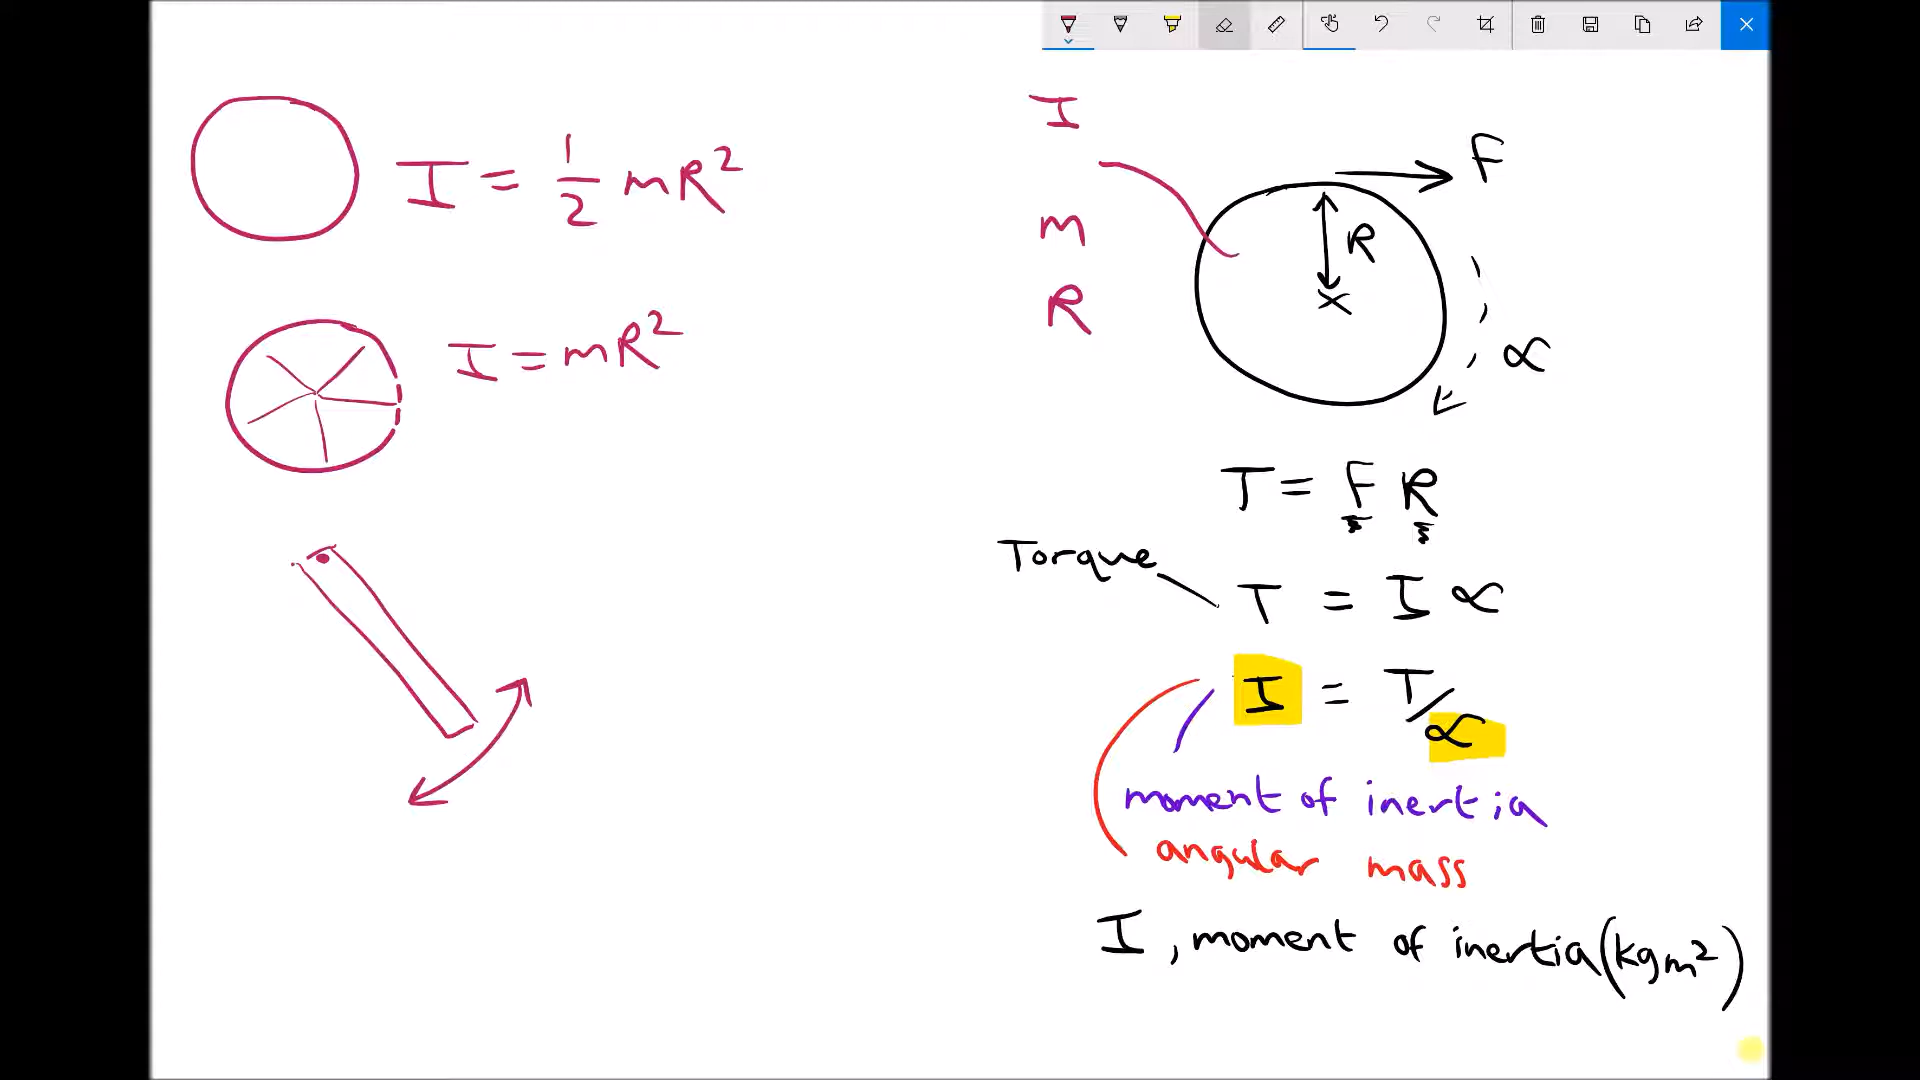 I = 1/2 mR²
I = mR²
I
m
R
F
R
∝
T = F R
Torque
T = I ∝
I = T/∝
moment of inertia
angular mass
I, moment of inertia (kgm²)